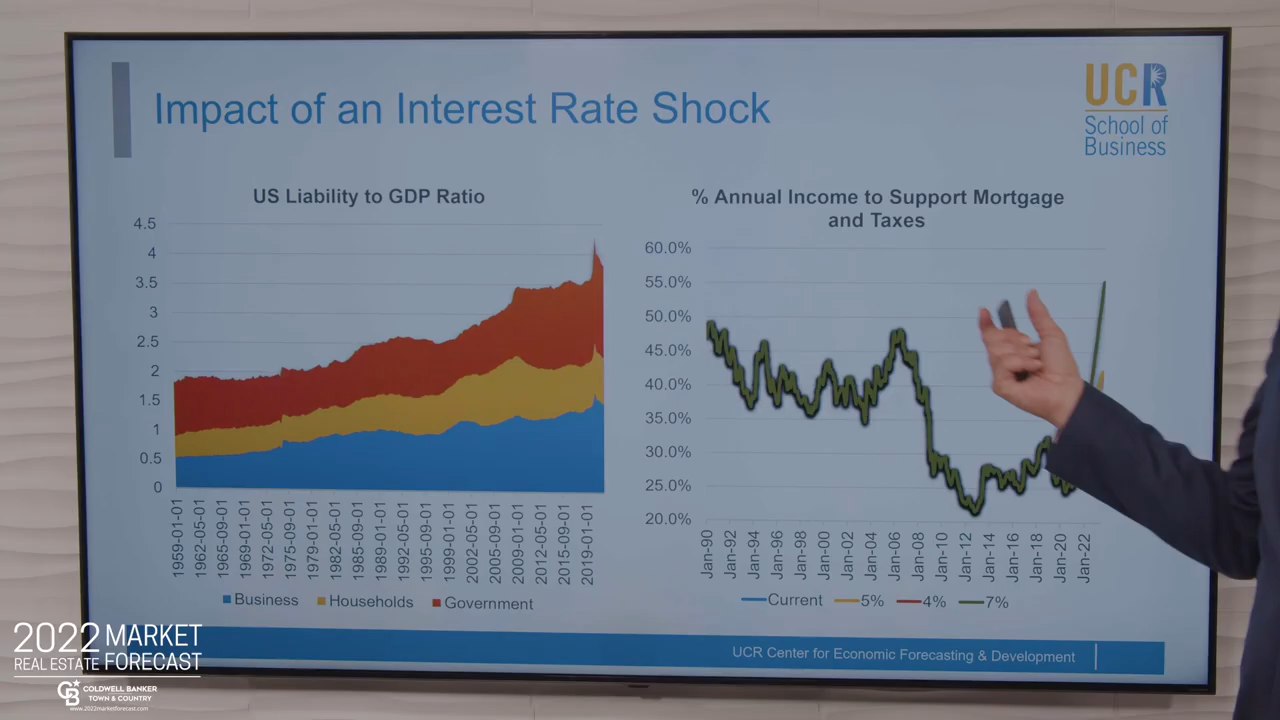 Impact of an Interest Rate Shock
UCR
School of
Business
US Liability to GDP Ratio
4.5
4
3.5
3
2.5
2
1.5
1
0.5
0
1959-01-01
1962-05-01
1965-09-01
1969-01-01
1972-05-01
1975-09-01
1979-01-01
1982-05-01
1985-09-01
1989-01-01
1992-05-01
1995-09-01
1999-01-01
2002-05-01
2005-09-01
2009-01-01
2012-05-01
2015-09-01
2019-01-01
Business Households Government
% Annual Income to Support Mortgage
and Taxes
60.0%
55.0%
50.0%
45.0%
40.0%
35.0%
30.0%
25.0%
20.0%
Jan-90
Jan-92
Jan-94
Jan-96
Jan-98
Jan-00
Jan-02
Jan-04
Jan-06
Jan-08
Jan-10
Jan-12
Jan-14
Jan-16
Jan-18
Jan-20
Jan-22
Current 5% 4% 7%
UCR Center for Economic Forecasting & Development
2022 MARKET
REAL ESTATE FORECAST
CB
COLDWELL BANKER
TOWN & COUNTRY
www.2022marketforecast.com